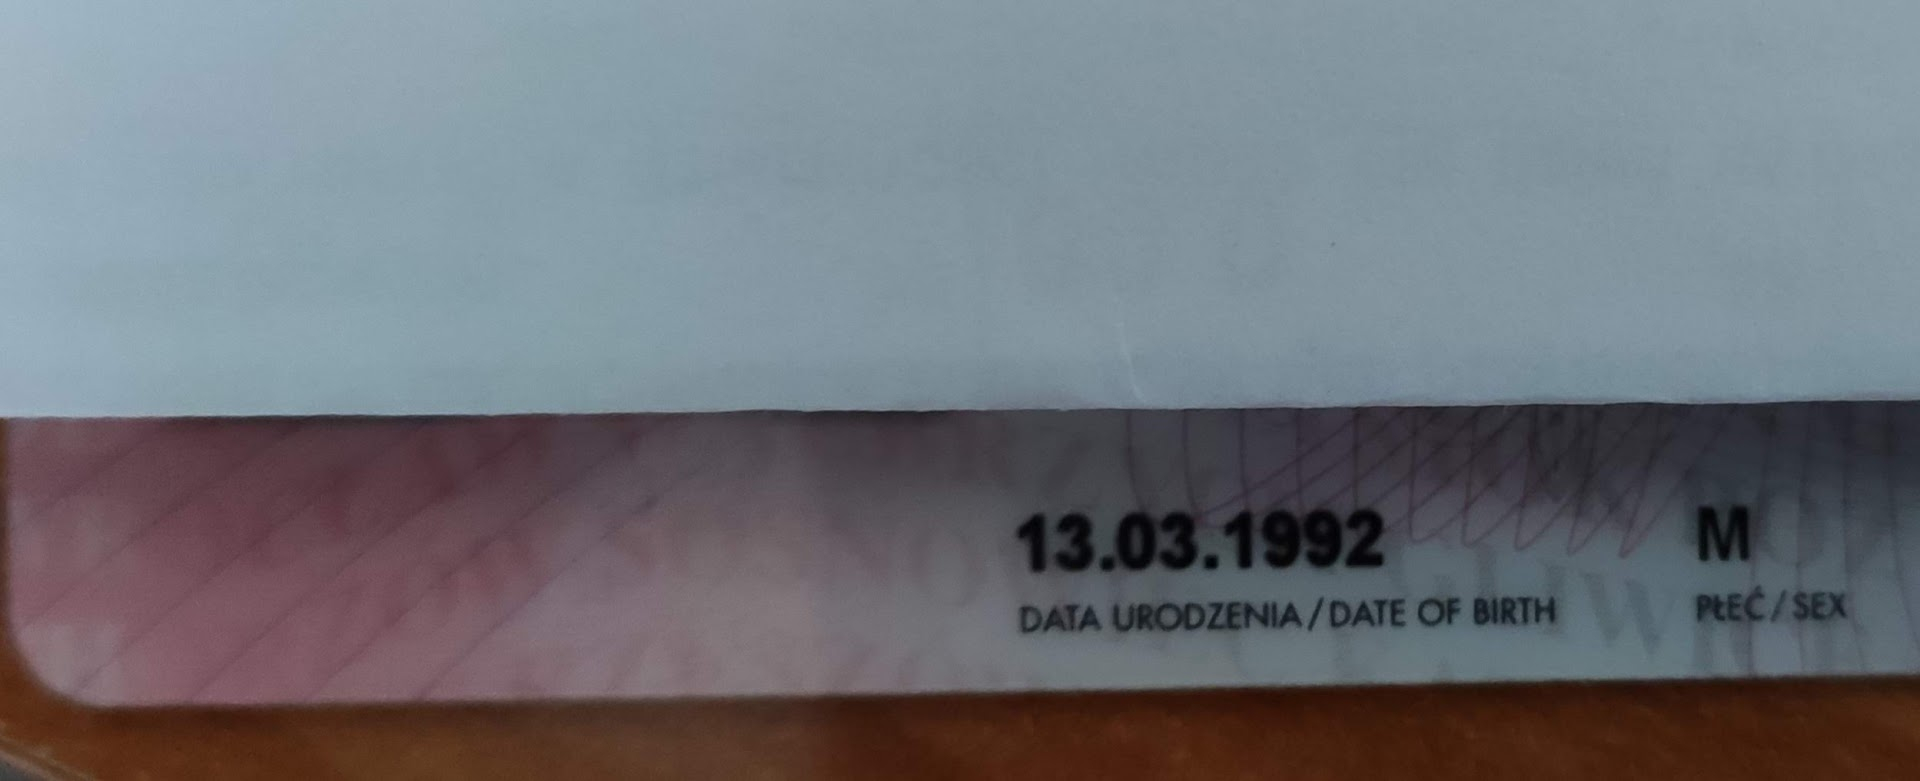 13.03.1992 M
DATA URODZENIA/DATE OF BIRTH PŁEĆ/SEX